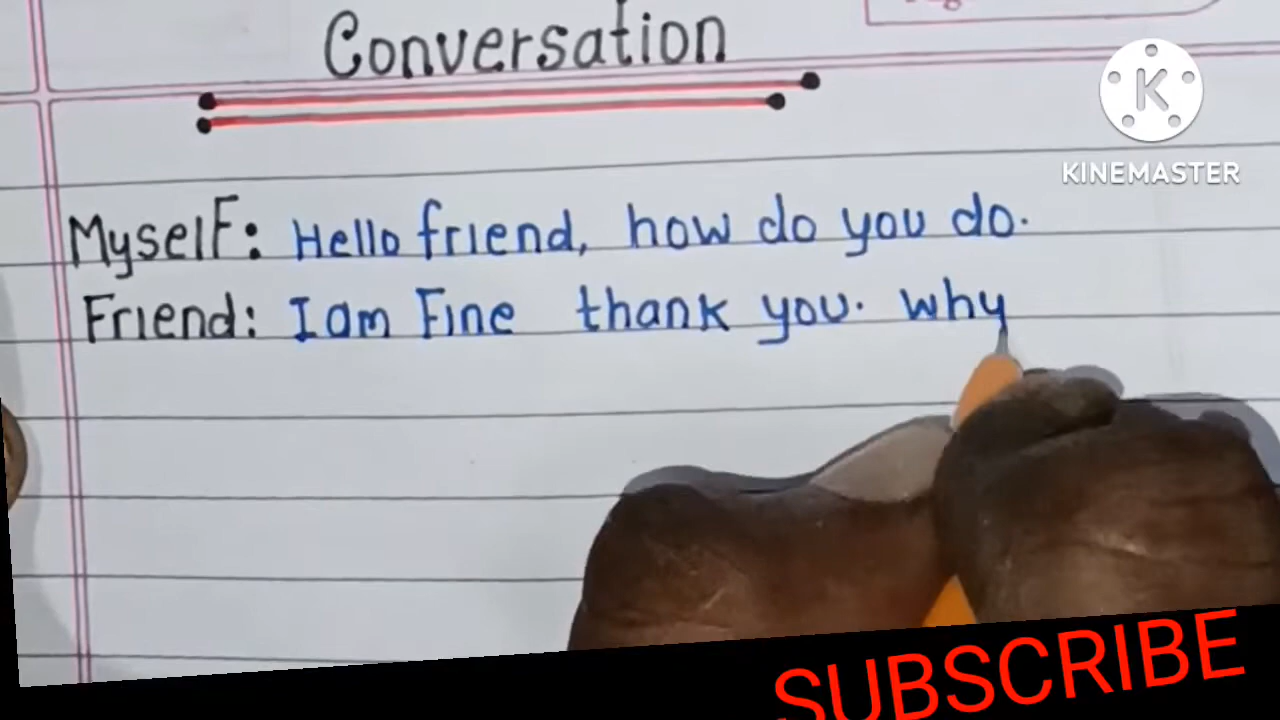 Conversation
K
KINEMASTER
Myself: Hello friend, how do you do.
Friend: I am Fine thank you. why
SUBSCRIBE